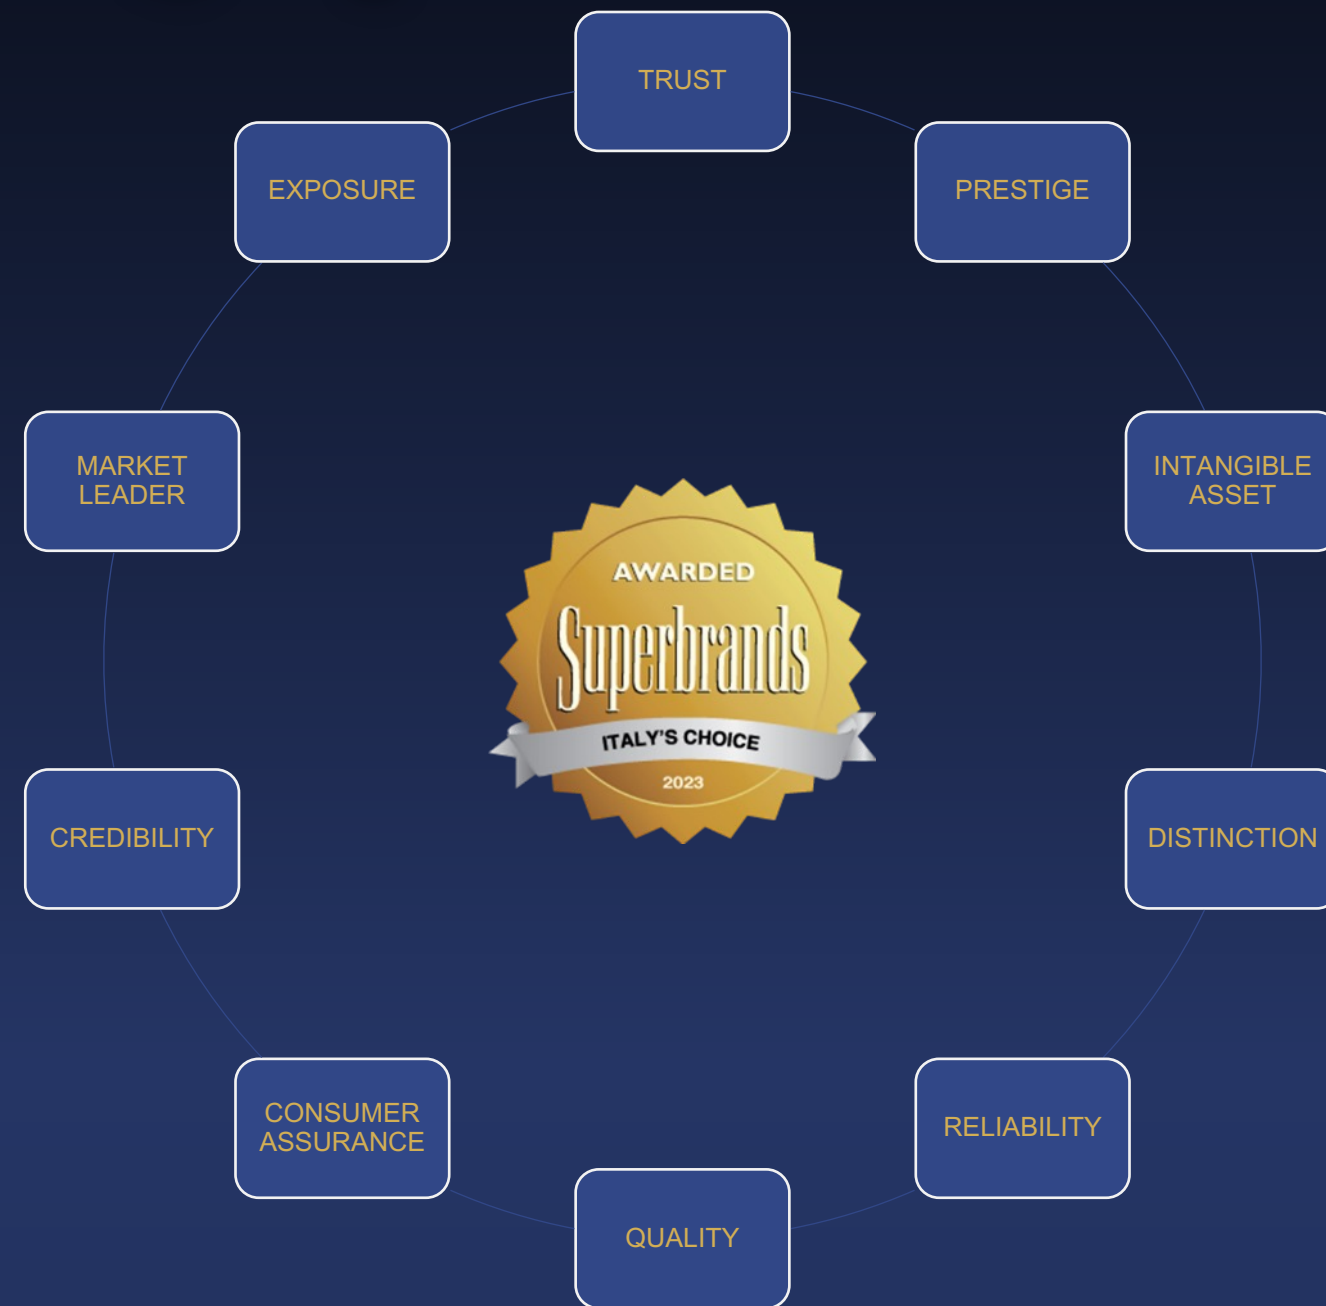 TRUST
EXPOSURE
PRESTIGE
MARKET
LEADER
INTANGIBLE
ASSET
AWARDED
Superbrands
ITALY'S CHOICE
2023
CREDIBILITY
DISTINCTION
CONSUMER
ASSURANCE
RELIABILITY
QUALITY